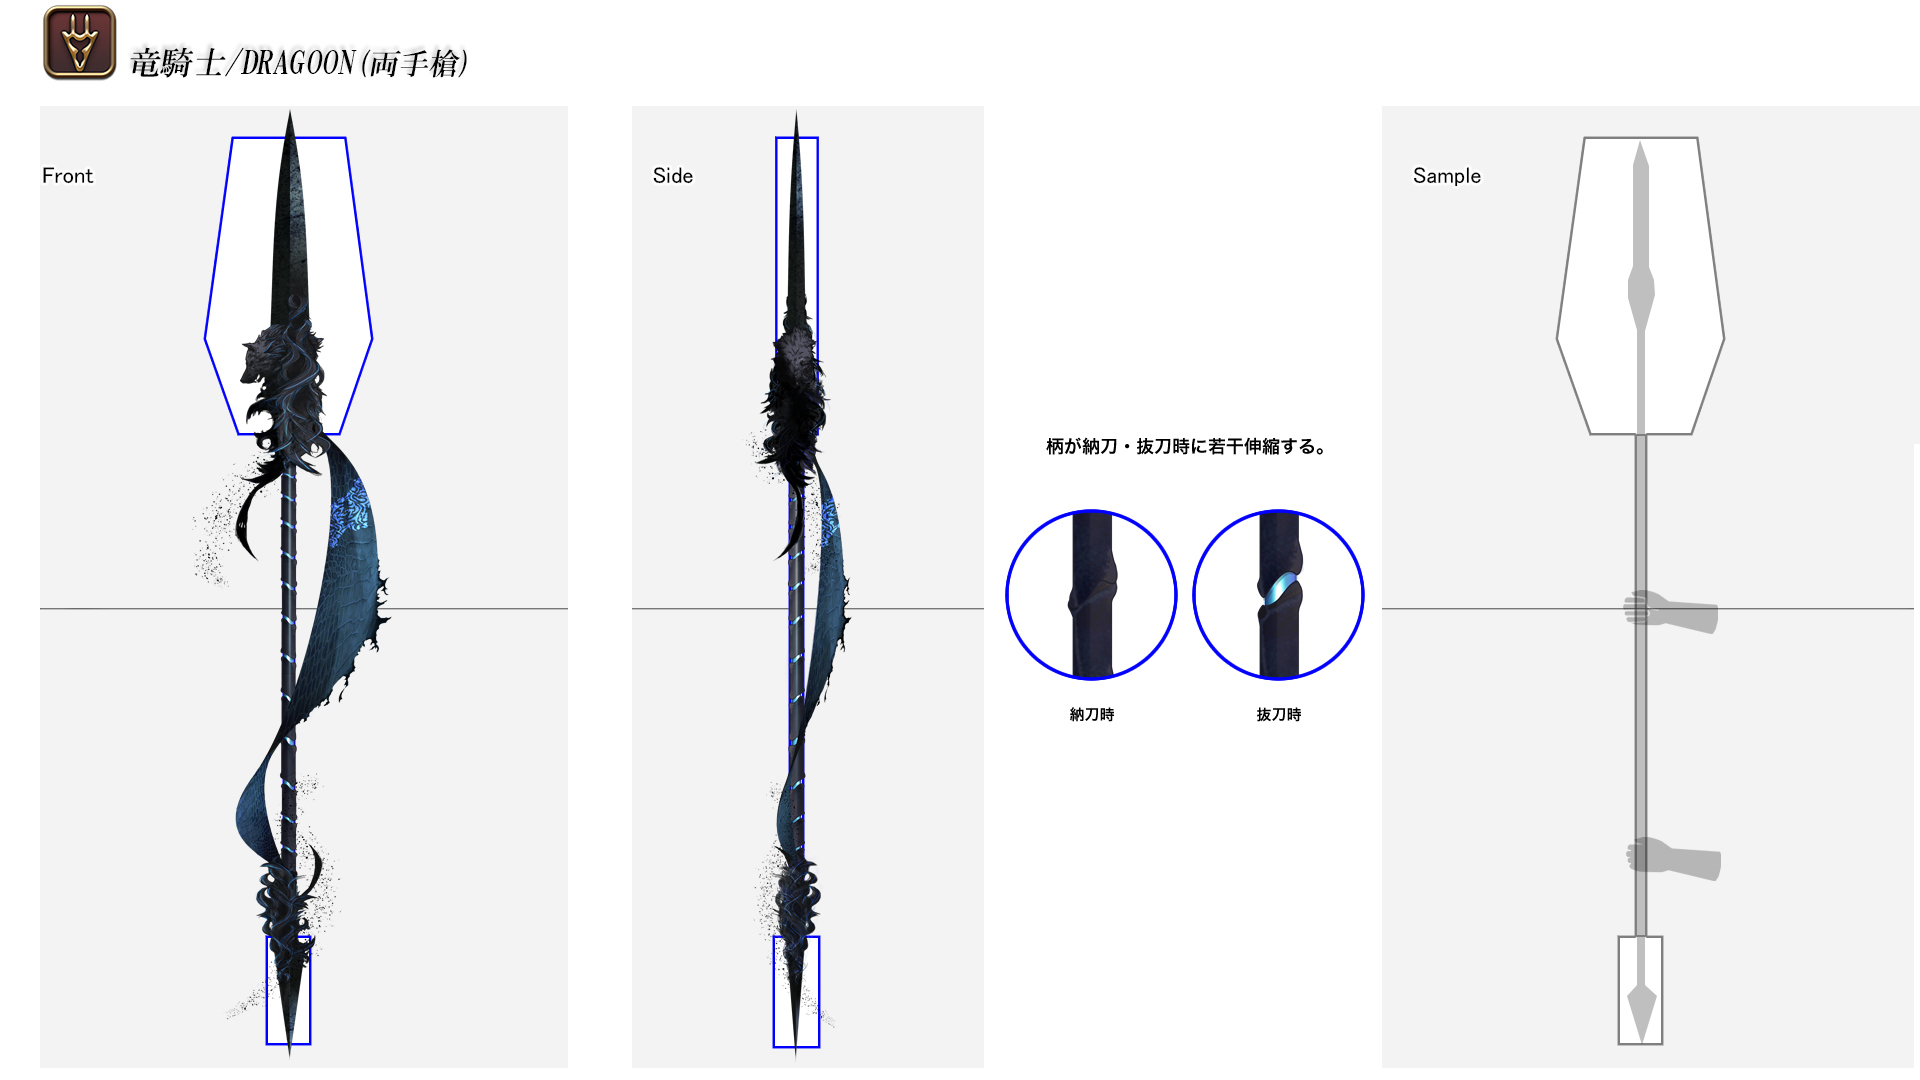 竜騎士/DRAGOON(両手槍)
Front
Side
Sample
柄が納刀・抜刀時に若干伸縮する。
納刀時
抜刀時